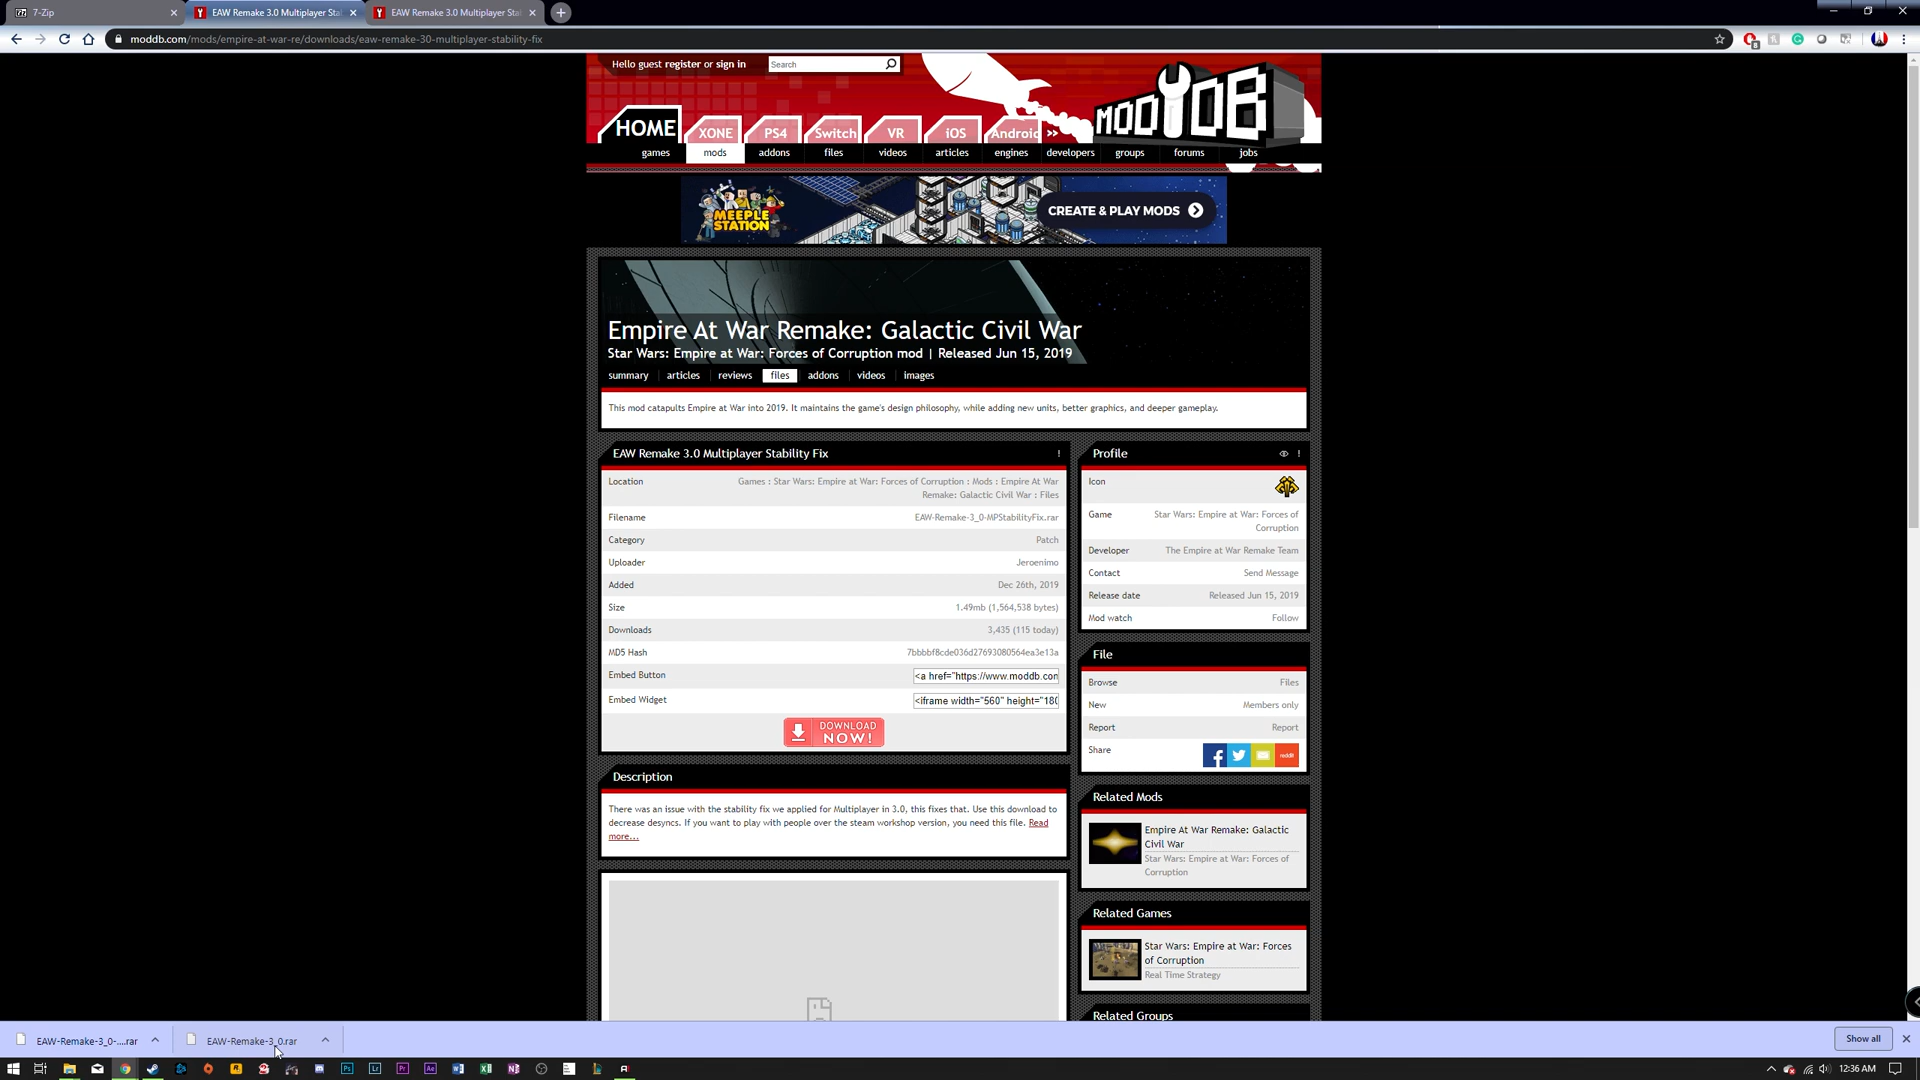 7-Zip
EAW Remake 3.0 Multiplayer Stab
EAW Remake 3.0 Multiplayer Sta
moddb.com/mods/empire-at-war-re/downloads/eaw-remake-30-multiplayer-stability-fix
Hello guest register or sign in
Search
MODDB
HOME XONE PS4 Switch VR iOS Android »
games mods addons files videos articles engines developers groups forums jobs
MEEPLE
STATION
CREATE & PLAY MODS
Empire At War Remake: Galactic Civil War
Star Wars: Empire at War: Forces of Corruption mod | Released Jun 15, 2019
summary articles reviews files addons videos images
This mod catapults Empire at War into 2019. It maintains the game's design philosophy, while adding new units, better graphics, and deeper gameplay.
EAW Remake 3.0 Multiplayer Stability Fix
Location Games : Star Wars: Empire at War: Forces of Corruption : Mods : Empire At War
Remake: Galactic Civil War : Files
Filename EAW-Remake-3_0-MPStabilityFix.rar
Category Patch
Uploader Jeroenimo
Added Dec 26th, 2019
Size 1.49mb (1,564,538 bytes)
Downloads 3,435 (115 today)
MD5 Hash 7bbbbf8cde036d27693080564ea3e13a
Embed Button <a href="https://www.moddb.con
Embed Widget <iframe width="560" height="180
DOWNLOAD
NOW!
Description
There was an issue with the stability fix we applied for Multiplayer in 3.0, this fixes that. Use this download to
decrease desyncs. If you want to play with people over the steam workshop version, you need this file. Read
more...
Profile
Icon
Game Star Wars: Empire at War: Forces of
Corruption
Developer The Empire at War Remake Team
Contact Send Message
Release date Released Jun 15, 2019
Mod watch Follow
File
Browse Files
New Members only
Report Report
Share reddit
Related Mods
Empire At War Remake: Galactic
Civil War
Star Wars: Empire at War: Forces of
Corruption
Related Games
Star Wars: Empire at War: Forces
of Corruption
Real Time Strategy
Related Groups
EAW-Remake-3_0-....rar
EAW-Remake-3_0.rar
Show all
12:36 AM